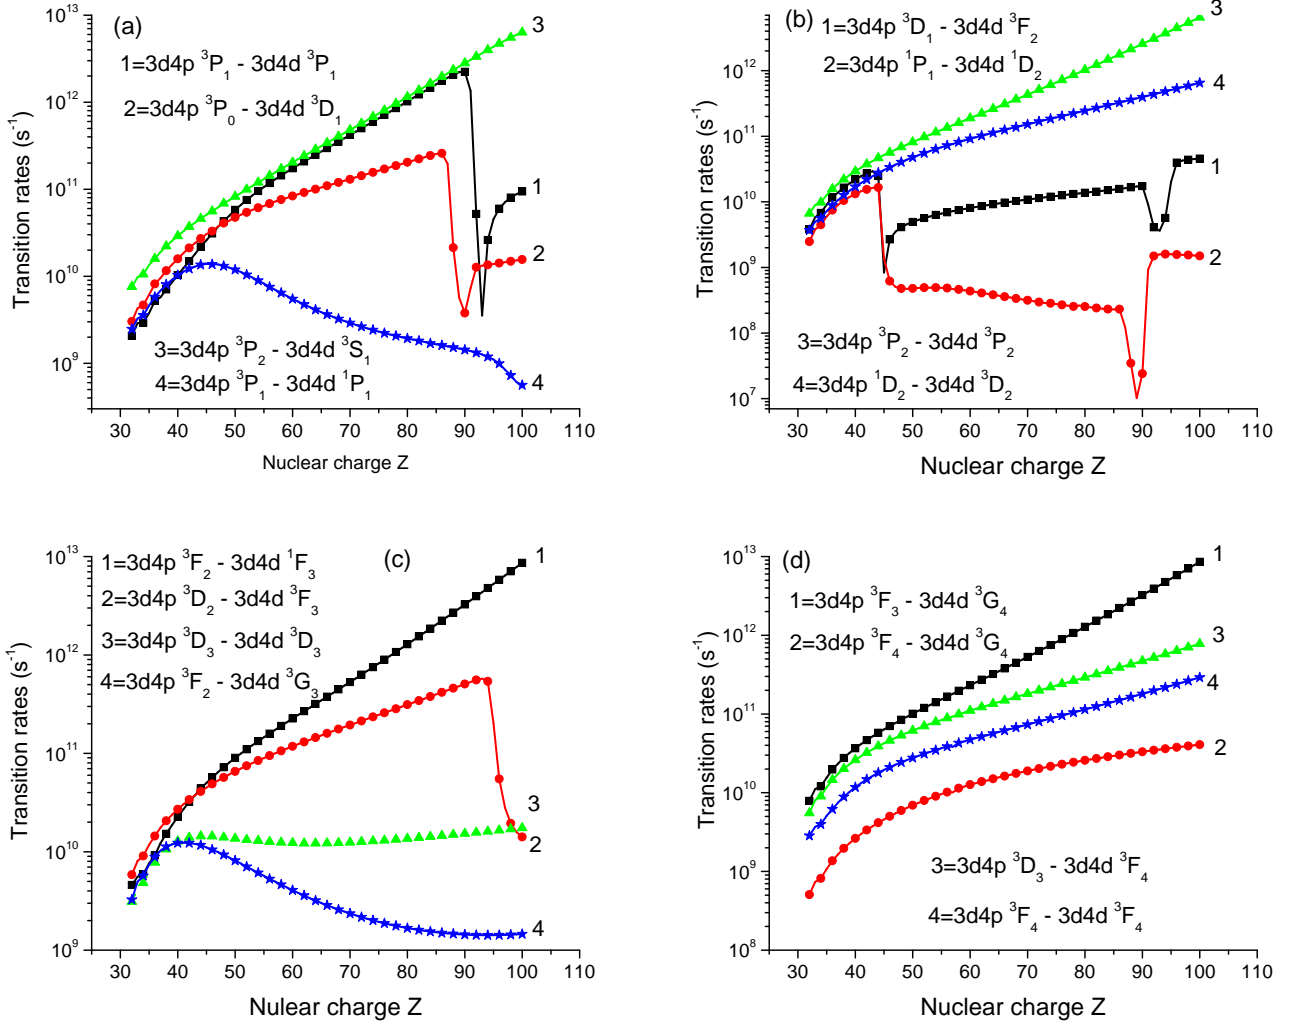 (a)
1=3d4p ³P₁ - 3d4d ³P₁
2=3d4p ³P₀ - 3d4d ³D₁
3=3d4p ³P₂ - 3d4d ³S₁
4=3d4p ³P₁ - 3d4d ¹P₁
3
1
2
4
10¹³
10¹²
10¹¹
10¹⁰
10⁹
Transition rates (s⁻¹)
30 40 50 60 70 80 90 100 110
Nuclear charge Z
(b)
1=3d4p ³D₁ - 3d4d ³F₂
2=3d4p ¹P₁ - 3d4d ¹D₂
3=3d4p ³P₂ - 3d4d ³P₂
4=3d4p ¹D₂ - 3d4d ³D₂
3
4
1
2
10¹²
10¹¹
10¹⁰
10⁹
10⁸
10⁷
Transition rates (s⁻¹)
30 40 50 60 70 80 90 100 110
Nuclear charge Z
(c)
1=3d4p ³F₂ - 3d4d ¹F₃
2=3d4p ³D₂ - 3d4d ³F₃
3=3d4p ³D₃ - 3d4d ³D₃
4=3d4p ³F₂ - 3d4d ³G₃
1
3
2
4
10¹³
10¹²
10¹¹
10¹⁰
10⁹
Transition rates (s⁻¹)
30 40 50 60 70 80 90 100 110
Nulear charge Z
(d)
1=3d4p ³F₃ - 3d4d ³G₄
2=3d4p ³F₄ - 3d4d ³G₄
3=3d4p ³D₃ - 3d4d ³F₄
4=3d4p ³F₄ - 3d4d ³F₄
1
3
4
2
10¹³
10¹²
10¹¹
10¹⁰
10⁹
10⁸
Transition rates (s⁻¹)
30 40 50 60 70 80 90 100 110
Nuclear charge Z